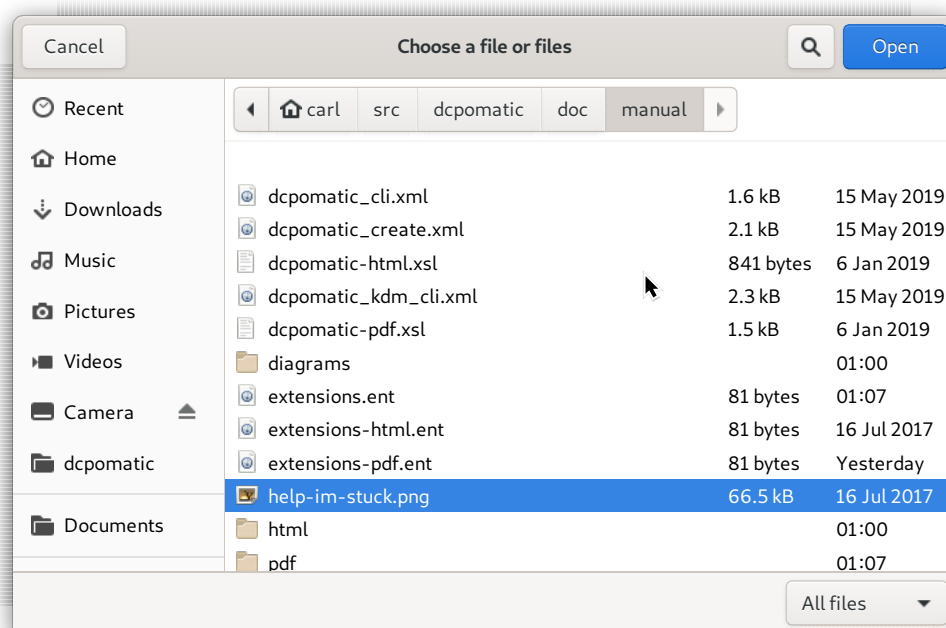 Cancel Choose a file or files Open
Recent
Home
Downloads
Music
Pictures
Videos
Camera
dcpomatic
Documents
carl src dcpomatic doc manual
dcpomatic_cli.xml 1.6 kB 15 May 2019
dcpomatic_create.xml 2.1 kB 15 May 2019
dcpomatic-html.xsl 841 bytes 6 Jan 2019
dcpomatic_kdm_cli.xml 2.3 kB 15 May 2019
dcpomatic-pdf.xsl 1.5 kB 6 Jan 2019
diagrams 01:00
extensions.ent 81 bytes 01:07
extensions-html.ent 81 bytes 16 Jul 2017
extensions-pdf.ent 81 bytes Yesterday
help-im-stuck.png 66.5 kB 16 Jul 2017
html 01:00
pdf 01:07
All files